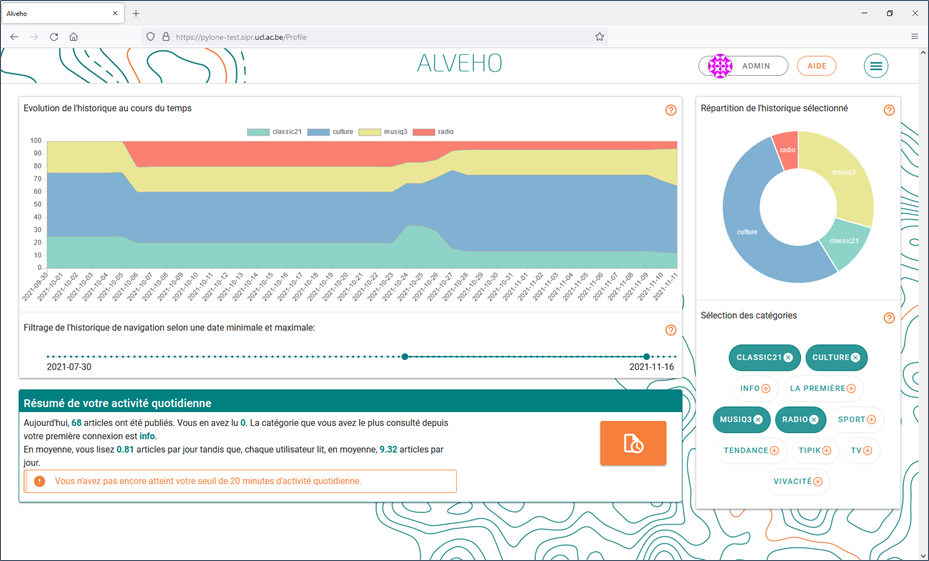 Alveho
https://pylone-test.sipr.ucl.ac.be/Profile
ALVEHO
ADMIN
AIDE
Evolution de l'historique au cours du temps
classic21 culture musiq3 radio
100
90
80
70
60
50
40
30
20
10
0
2021-09-30 2021-10-01 2021-10-02 2021-10-03 2021-10-04 2021-10-05 2021-10-06 2021-10-07 2021-10-08 2021-10-09 2021-10-10 2021-10-11 2021-10-12 2021-10-13 2021-10-14 2021-10-15 2021-10-16 2021-10-17 2021-10-18 2021-10-19 2021-10-20 2021-10-21 2021-10-22 2021-10-23 2021-10-24 2021-10-25 2021-10-26 2021-10-27 2021-10-28 2021-10-29 2021-10-30 2021-10-31 2021-11-01 2021-11-02 2021-11-03 2021-11-04 2021-11-05 2021-11-06 2021-11-07 2021-11-08 2021-11-09 2021-11-10 2021-11-11
Filtrage de l'historique de navigation selon une date minimale et maximale:
2021-07-30 2021-11-16
Résumé de votre activité quotidienne
Aujourd'hui, 68 articles ont été publiés. Vous en avez lu 0. La catégorie que vous avez le plus consulté depuis
votre première connexion est info.
En moyenne, vous lisez 0.81 articles par jour tandis que, chaque utilisateur lit, en moyenne, 9.32 articles par
jour.
Vous n'avez pas encore atteint votre seuil de 20 minutes d'activité quotidienne.
Répartition de l'historique sélectionné
radio
musiq3
culture
classic21
Sélection des catégories
CLASSIC21 CULTURE
INFO LA PREMIÈRE
MUSIQ3 RADIO SPORT
TENDANCE TIPIK TV
VIVACITÉ